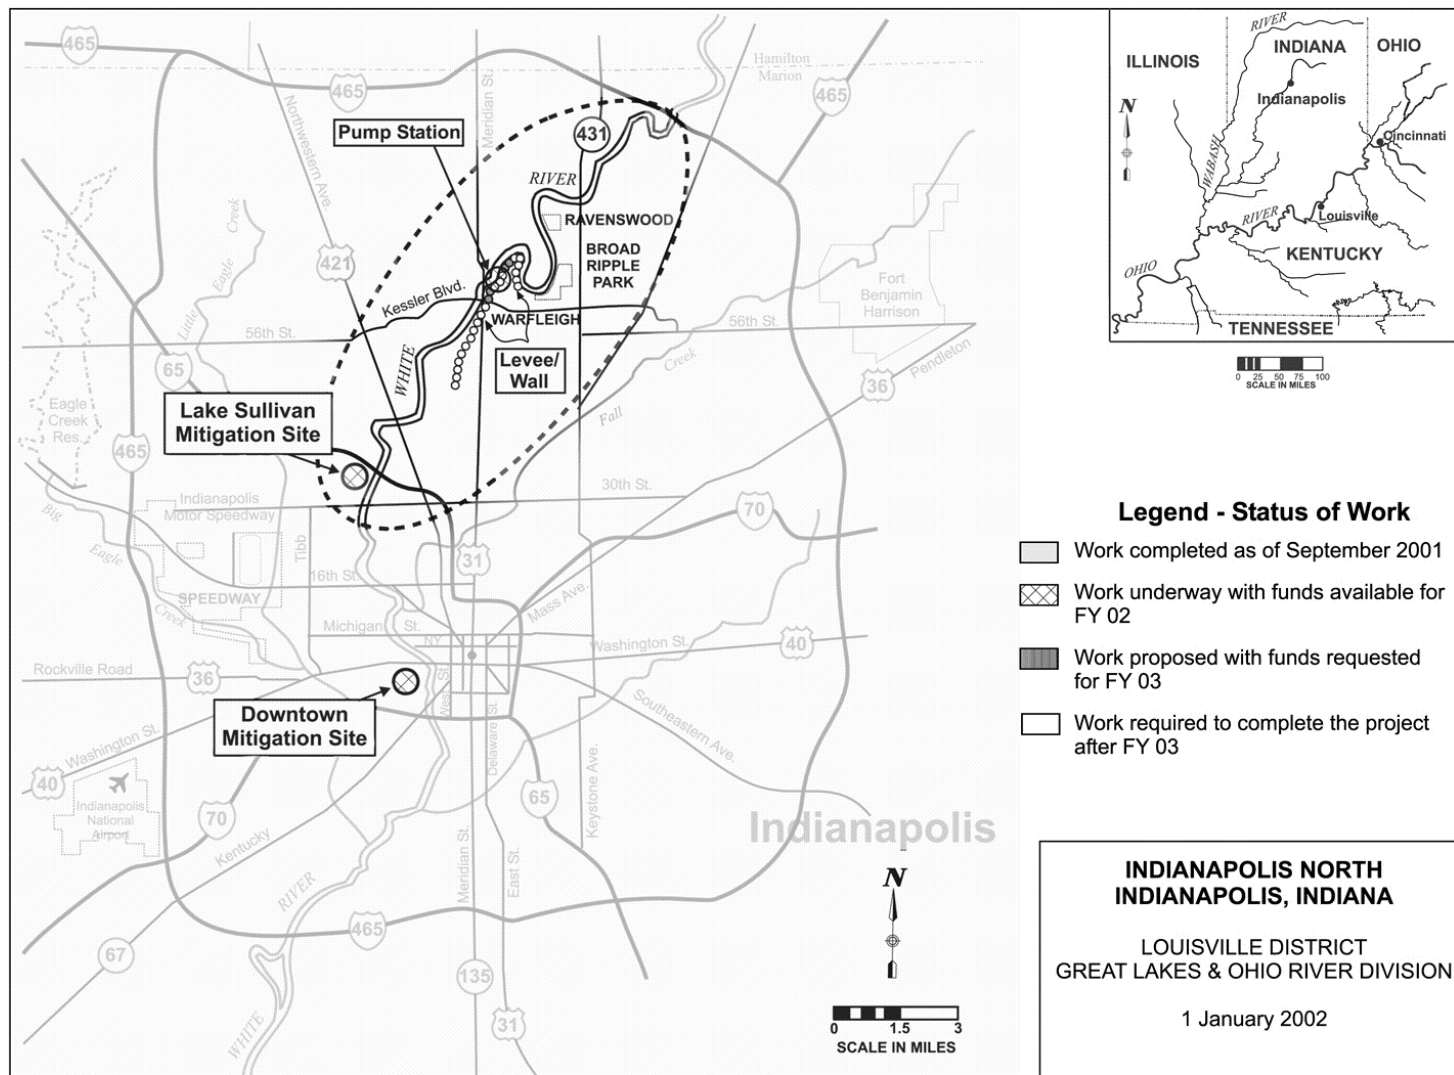 465
465
465
Hamilton
Marion
Northwestern Ave.
Meridian St.
Pump Station
431
RIVER
RAVENSWOOD
BROAD
RIPPLE
PARK
Creek
Eagle
Little
421
Kessler Blvd.
WARFLEIGH
56th St.
56th St.
WHITE
Levee/
Wall
Fort
Benjamin
Harrison
Creek
Fall
Pendleton
36
65
Eagle
Creek
Res.
465
Lake Sullivan
Mitigation Site
Indianapolis
Motor Speedway
30th St.
70
Big
Eagle
Creek
Tibb
31
16th St.
SPEEDWAY
Mass Ave.
Michigan St.
NY
Washington St.
40
Rockville Road
36
West St.
Downtown
Mitigation Site
Delaware St.
Southeastern Ave.
Washington St.
40
Indianapolis
National
Airport
70
Kentucky
65
Keystone Ave.
Indianapolis
Meridian St.
East St.
RIVER
465
67
135
31
WHITE
N
0 1.5 3
SCALE IN MILES
RIVER
ILLINOIS
INDIANA
OHIO
N
Indianapolis
Cincinnati
WABASH
RIVER
Louisville
KENTUCKY
OHIO
TENNESSEE
0 25 50 75 100
SCALE IN MILES
Legend - Status of Work
Work completed as of September 2001
Work underway with funds available for
FY 02
Work proposed with funds requested
for FY 03
Work required to complete the project
after FY 03
INDIANAPOLIS NORTH
INDIANAPOLIS, INDIANA
LOUISVILLE DISTRICT
GREAT LAKES & OHIO RIVER DIVISION
1 January 2002